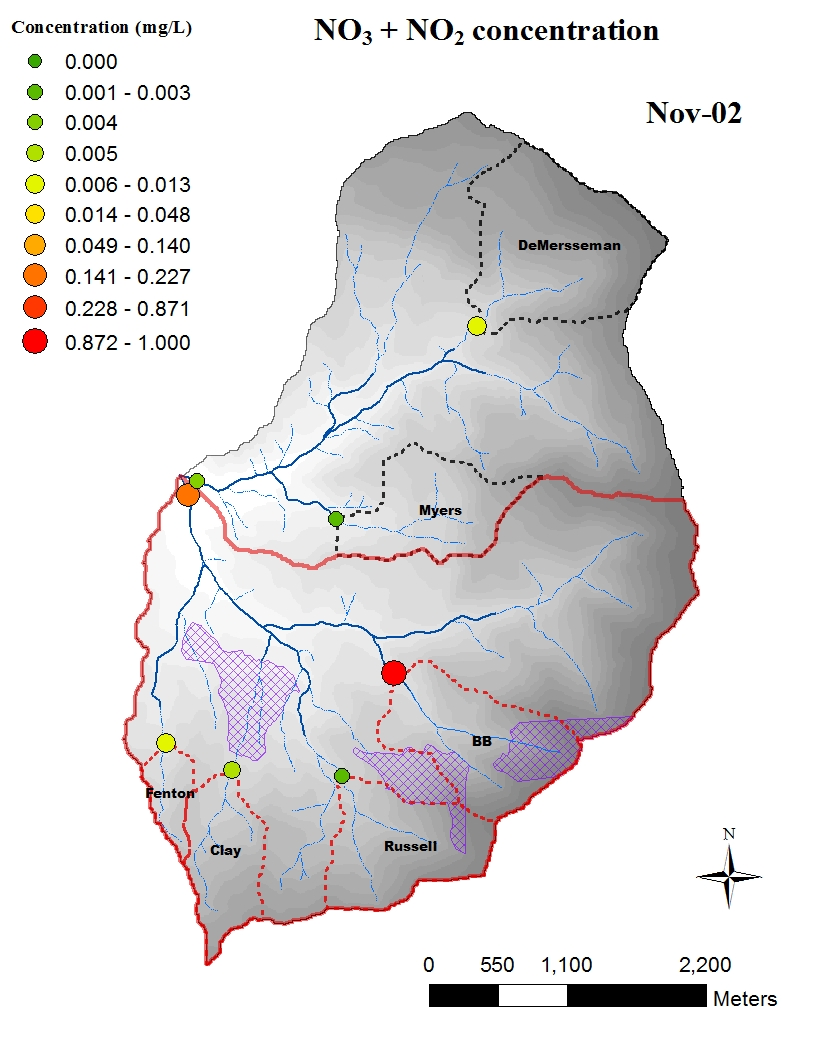 NO₃ + NO₂ concentration
Concentration (mg/L)
0.000
0.001 - 0.003
0.004
0.005
0.006 - 0.013
0.014 - 0.048
0.049 - 0.140
0.141 - 0.227
0.228 - 0.871
0.872 - 1.000
Nov-02
DeMersseman
Myers
BB
Fenton
Clay
Russell
N
0 550 1,100 2,200
Meters